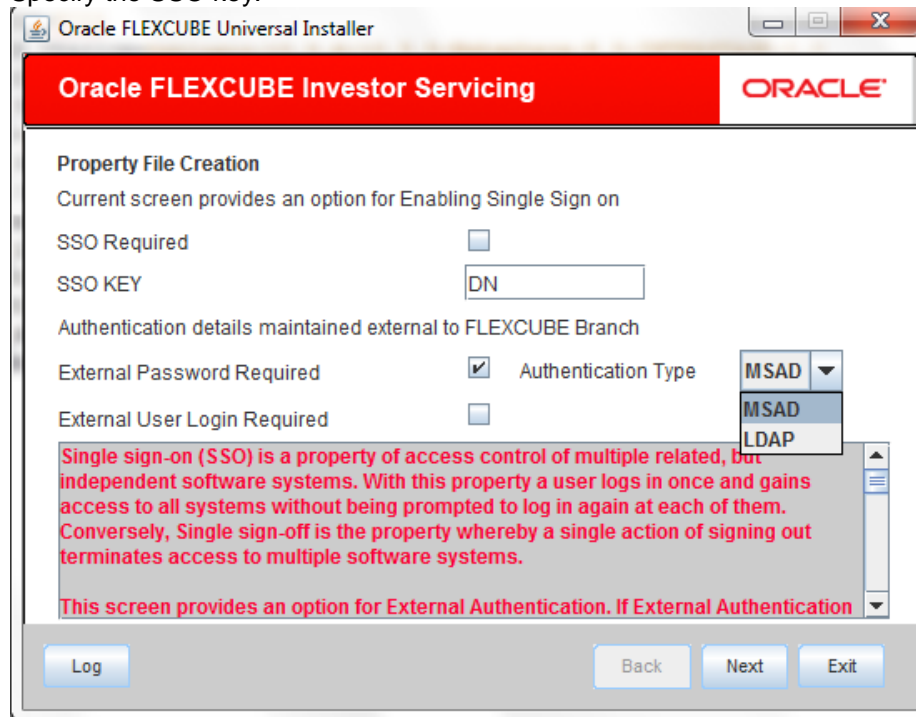 Specify the SSO key.
Oracle FLEXCUBE Universal Installer
Oracle FLEXCUBE Investor Servicing
ORACLE
Property File Creation
Current screen provides an option for Enabling Single Sign on
SSO Required
SSO KEY DN
Authentication details maintained external to FLEXCUBE Branch
External Password Required Authentication Type MSAD
MSAD
External User Login Required
LDAP
Single sign-on (SSO) is a property of access control of multiple related, but
independent software systems. With this property a user logs in once and gains
access to all systems without being prompted to log in again at each of them.
Conversely, Single sign-off is the property whereby a single action of signing out
terminates access to multiple software systems.
This screen provides an option for External Authentication. If External Authentication
Log Back Next Exit